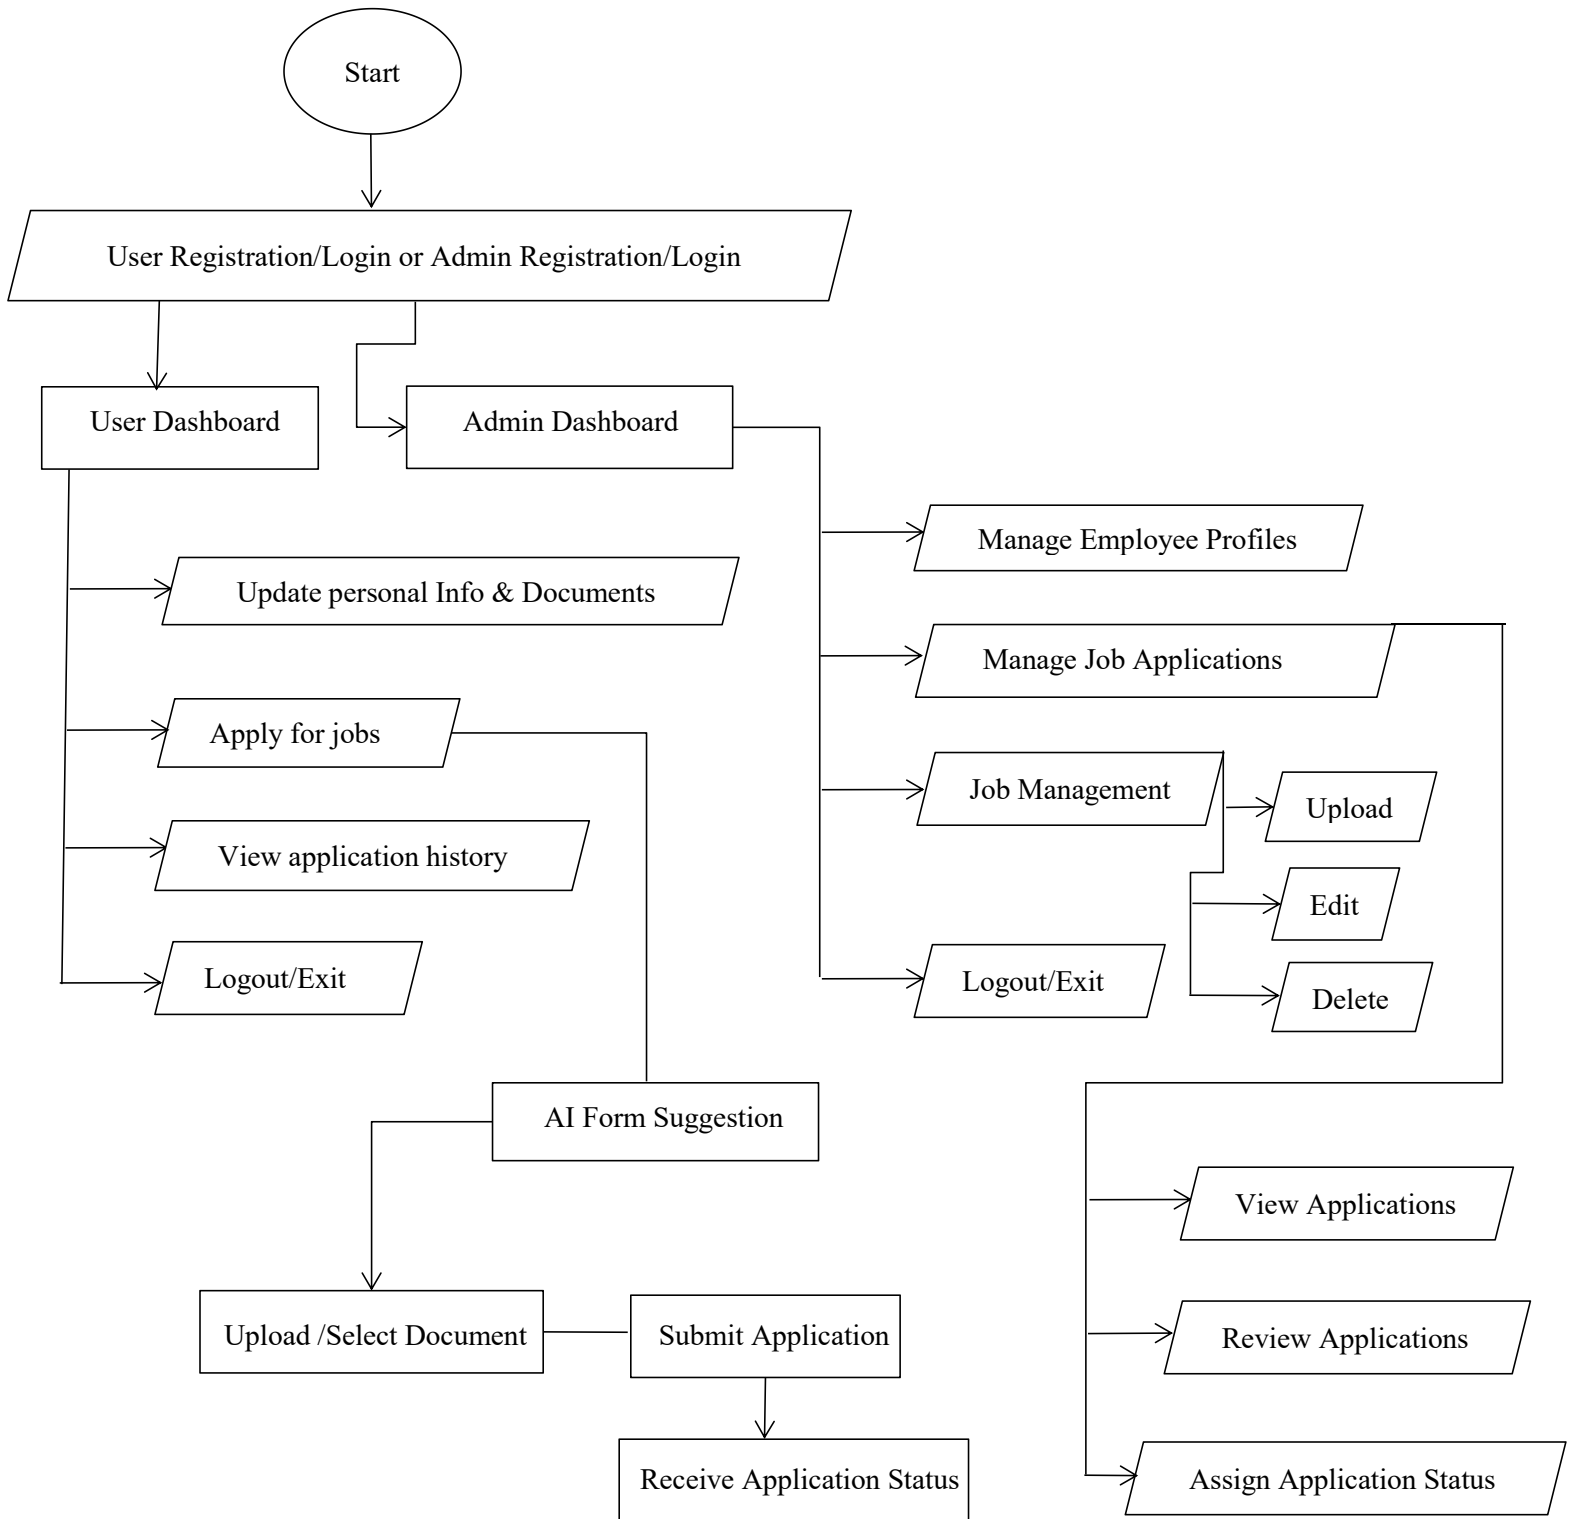 Start
User Registration/Login or Admin Registration/Login
User Dashboard
Admin Dashboard
Manage Employee Profiles
Update personal Info & Documents
Manage Job Applications
Apply for jobs
Job Management
Upload
View application history
Edit
Logout/Exit
Logout/Exit
Delete
AI Form Suggestion
View Applications
Upload /Select Document
Submit Application
Review Applications
Receive Application Status
Assign Application Status